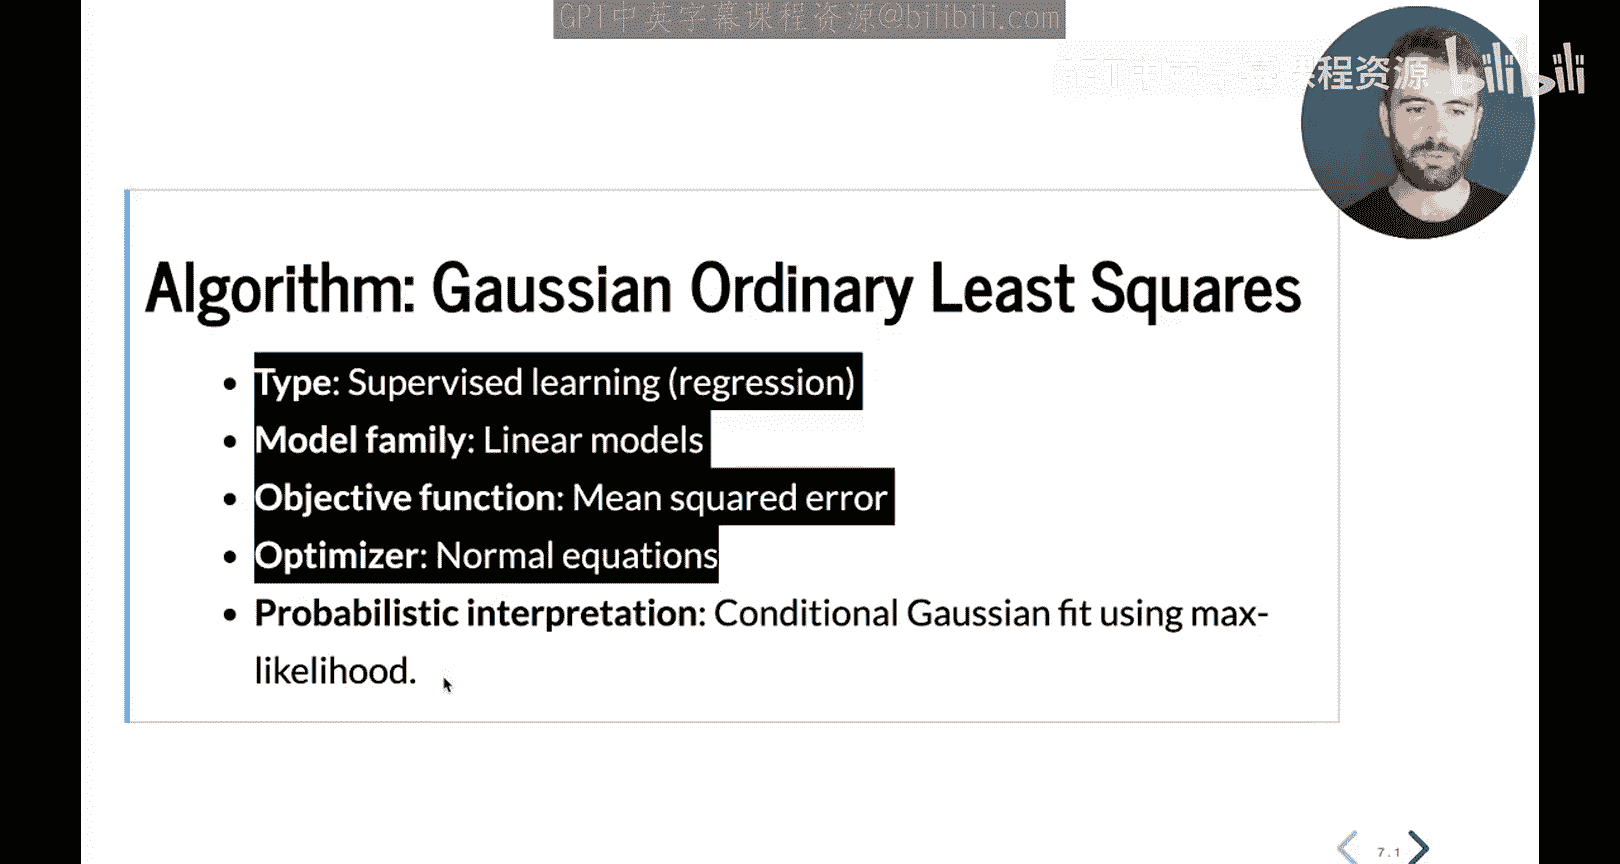 GPT中英字幕课程资源@bilibili.com
课程资源 bilibili
Algorithm: Gaussian Ordinary Least Squares
• Type: Supervised learning (regression)
• Model family: Linear models
• Objective function: Mean squared error
• Optimizer: Normal equations
• Probabilistic interpretation: Conditional Gaussian fit using max-
likelihood.
7.1